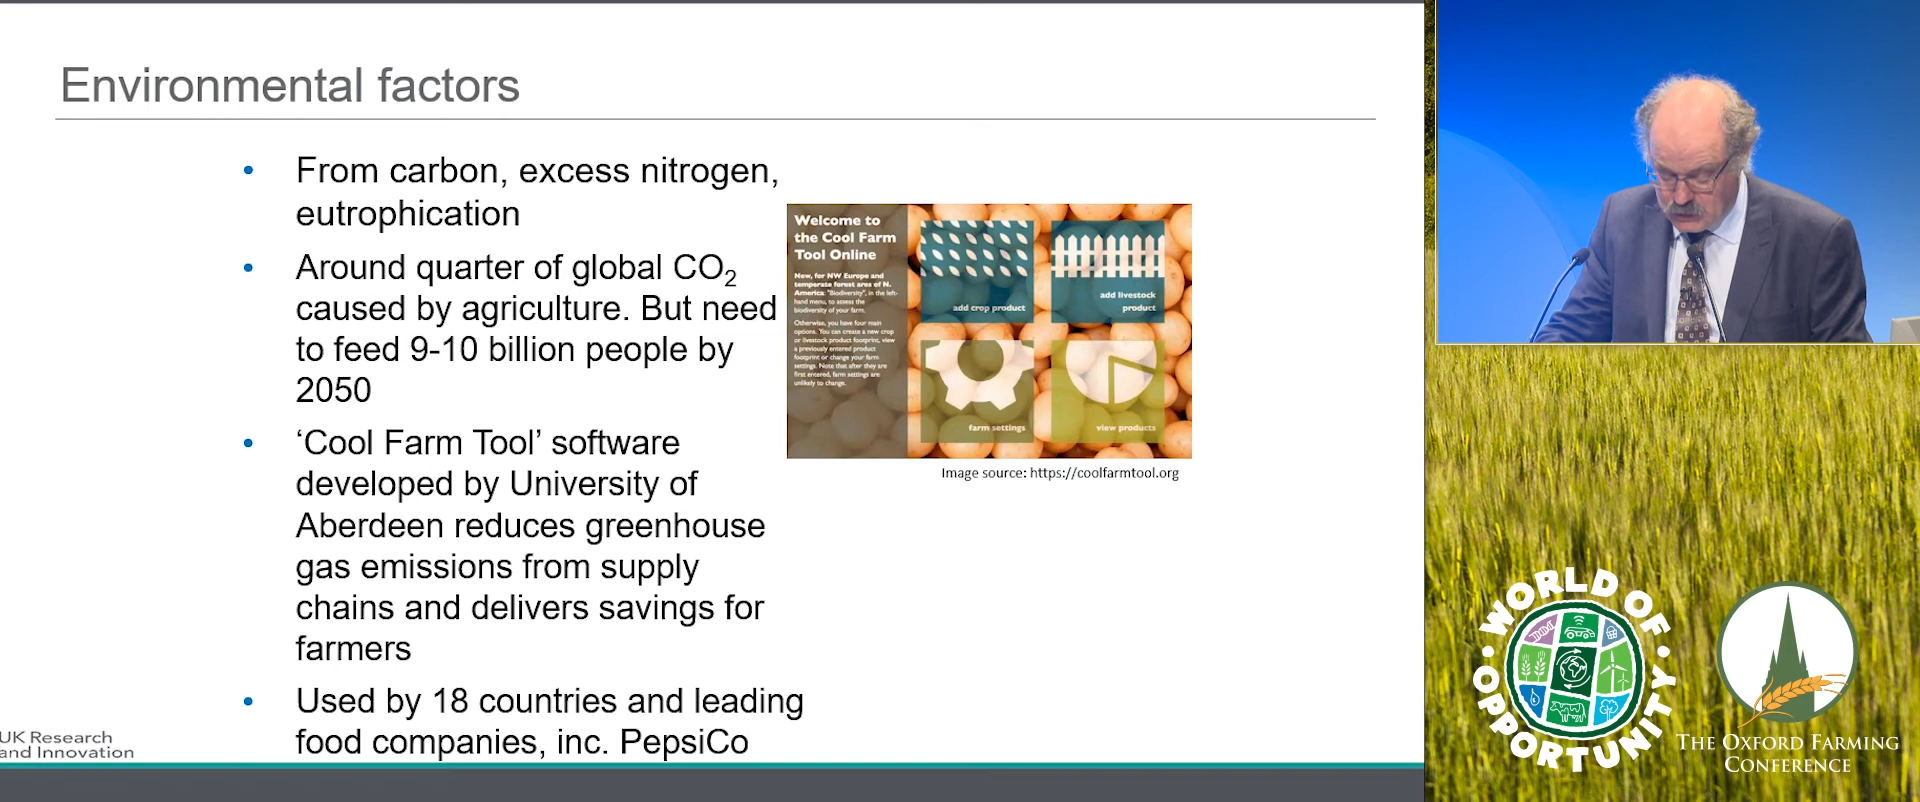 Environmental factors
• From carbon, excess nitrogen,
eutrophication
• Around quarter of global CO2
caused by agriculture. But need
to feed 9-10 billion people by
2050
• ‘Cool Farm Tool’ software
developed by University of
Aberdeen reduces greenhouse
gas emissions from supply
chains and delivers savings for
farmers
• Used by 18 countries and leading
food companies, inc. PepsiCo
Welcome to
the Cool Farm
Tool Online
New, for NW Europe and
temperate forest area of N.
America: "Biodiversity", in the left-
hand menu, to assess the
biodiversity of your farm.
Otherwise, you have four main
options. You can create a new crop
or livestock product footprint, view
a previously entered product
footprint or change your farm
settings. Note that after they are
first entered, farm settings are
unlikely to change.
add crop product
add livestock
product
farm settings
view products
Image source: https://coolfarmtool.org
UK Research
and Innovation
WORLD OF
OPPORTUNITY
THE OXFORD FARMING
CONFERENCE